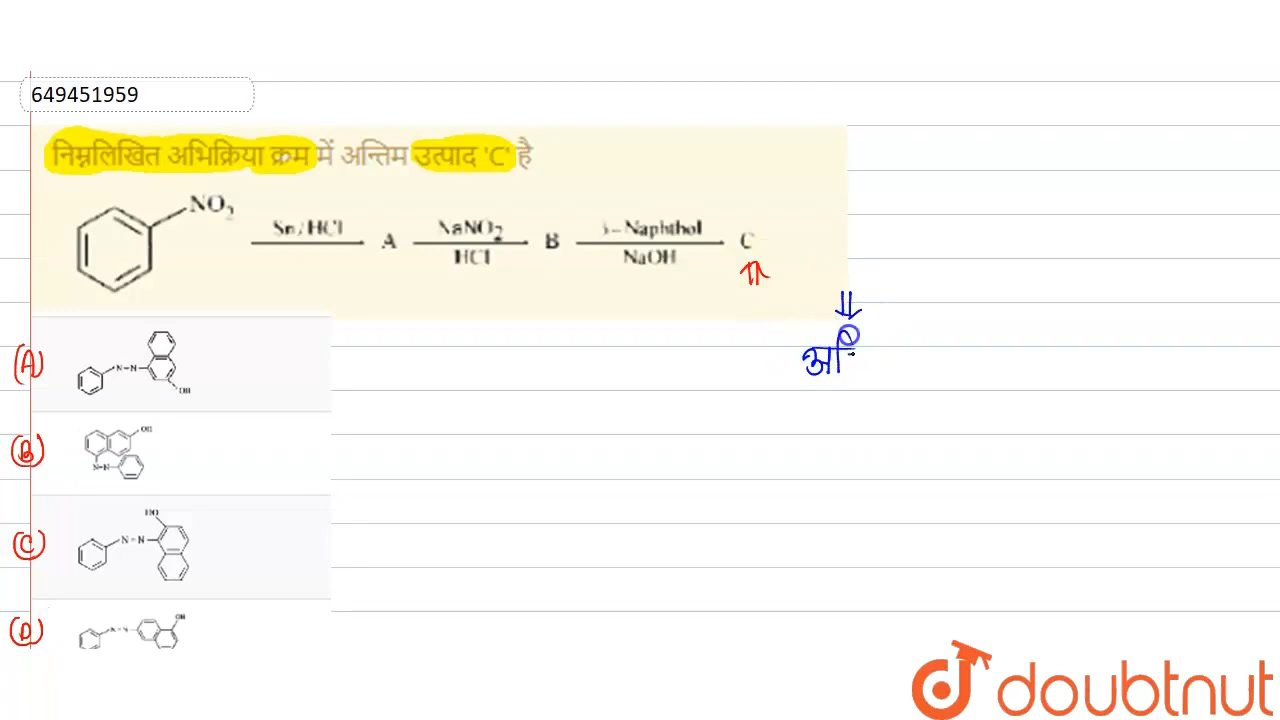 649451959
निम्नलिखित अभिक्रिया क्रम में अन्तिम उत्पाद 'C' है
NO2
Sn/HCl
A
NaNO2
HCl
B
-Naphthol
NaOH
C
(A)
N=N
OH
(B)
OH
N=N
(C)
HO
N=N
(D)
OH
doubtnut